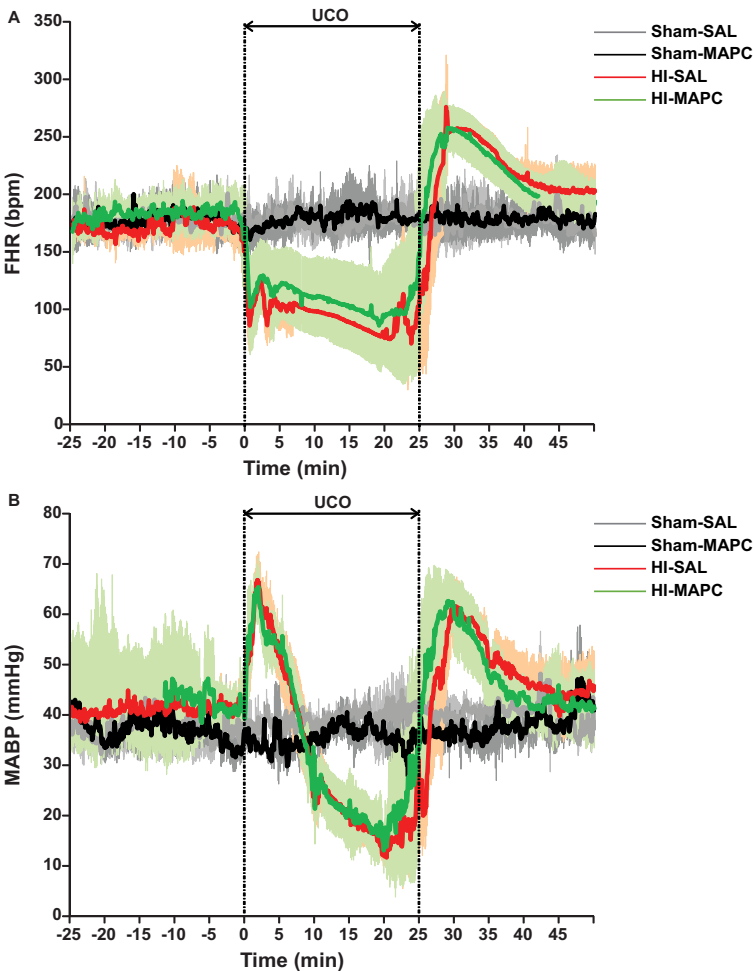 A
UCO
350
300
250
200
150
100
50
0
FHR (bpm)
-25 -20 -15 -10 -5 0 5 10 15 20 25 30 35 40 45
Time (min)
Sham-SAL
Sham-MAPC
HI-SAL
HI-MAPC
B
UCO
80
70
60
50
40
30
20
10
0
MABP (mmHg)
-25 -20 -15 -10 -5 0 5 10 15 20 25 30 35 40 45
Time (min)
Sham-SAL
Sham-MAPC
HI-SAL
HI-MAPC